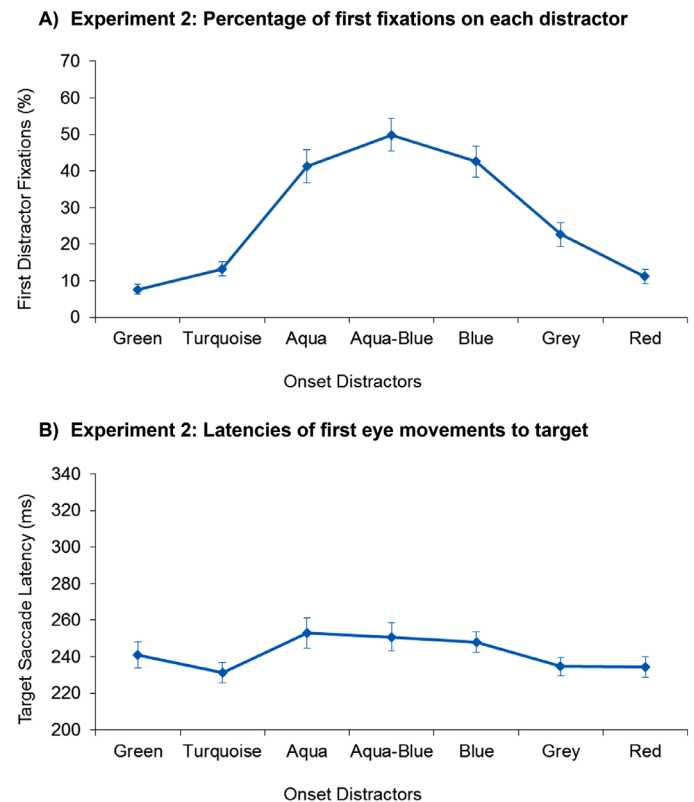 A) Experiment 2: Percentage of first fixations on each distractor
First Distractor Fixations (%)
70
60
50
40
30
20
10
0
Green Turquoise Aqua Aqua-Blue Blue Grey Red
Onset Distractors
B) Experiment 2: Latencies of first eye movements to target
Target Saccade Latency (ms)
340
320
300
280
260
240
220
200
Green Turquoise Aqua Aqua-Blue Blue Grey Red
Onset Distractors